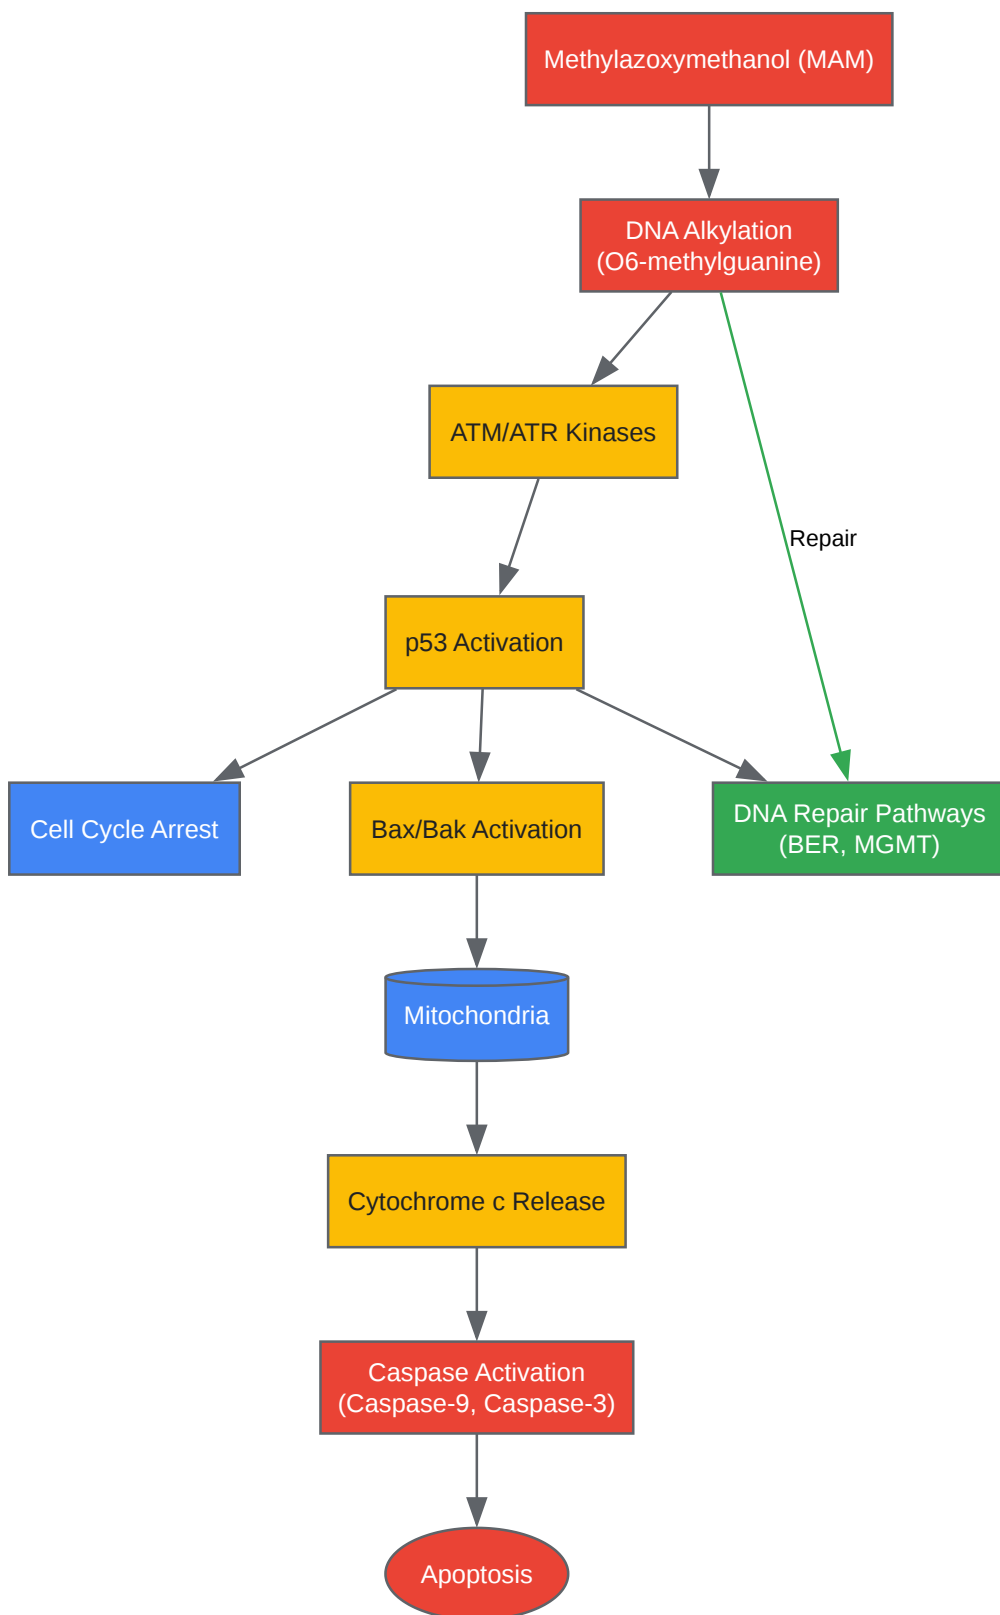 Methylazoxymethanol (MAM)
DNA Alkylation
(O6-methylguanine)
ATM/ATR Kinases
Repair
p53 Activation
Cell Cycle Arrest
Bax/Bak Activation
DNA Repair Pathways
(BER, MGMT)
Mitochondria
Cytochrome c Release
Caspase Activation
(Caspase-9, Caspase-3)
Apoptosis